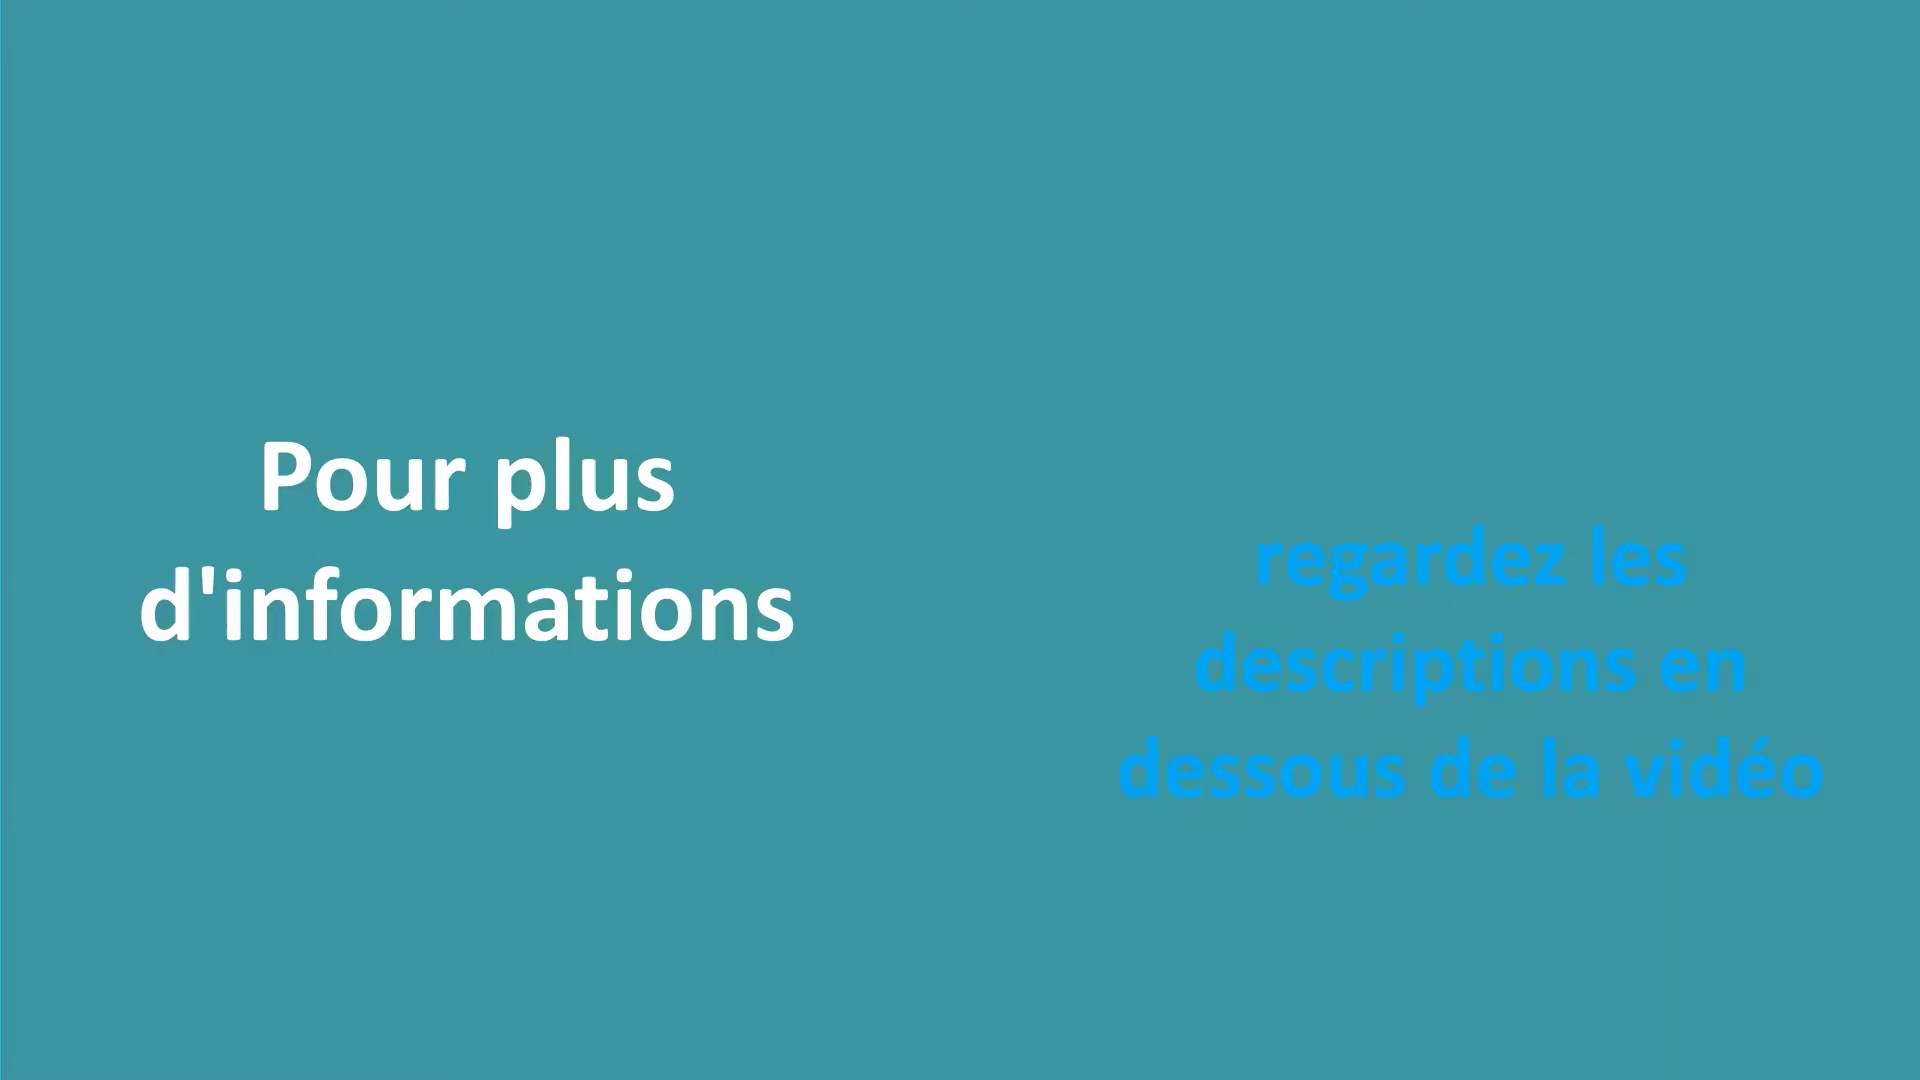 Pour plus
d'informations
regardez les
descriptions en
dessous de la vidéo